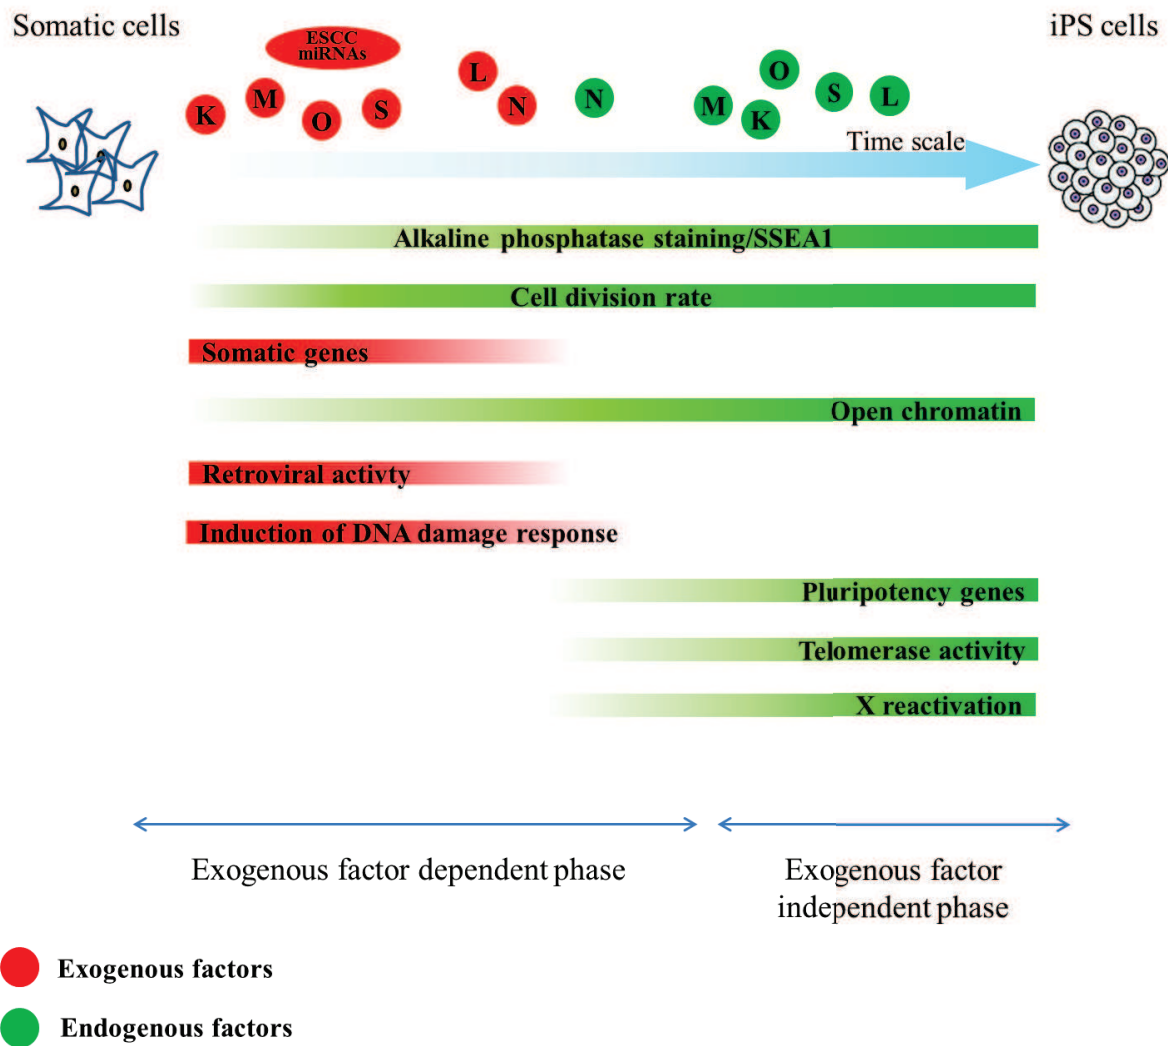 Somatic cells
iPS cells
ESCC
miRNAs
K
M
O
S
L
N
N
M
K
O
S
L
Time scale
Alkaline phosphatase staining/SSEA1
Cell division rate
Somatic genes
Open chromatin
Retroviral activty
Induction of DNA damage response
Pluripotency genes
Telomerase activity
X reactivation
Exogenous factor dependent phase
Exogenous factor
independent phase
Exogenous factors
Endogenous factors